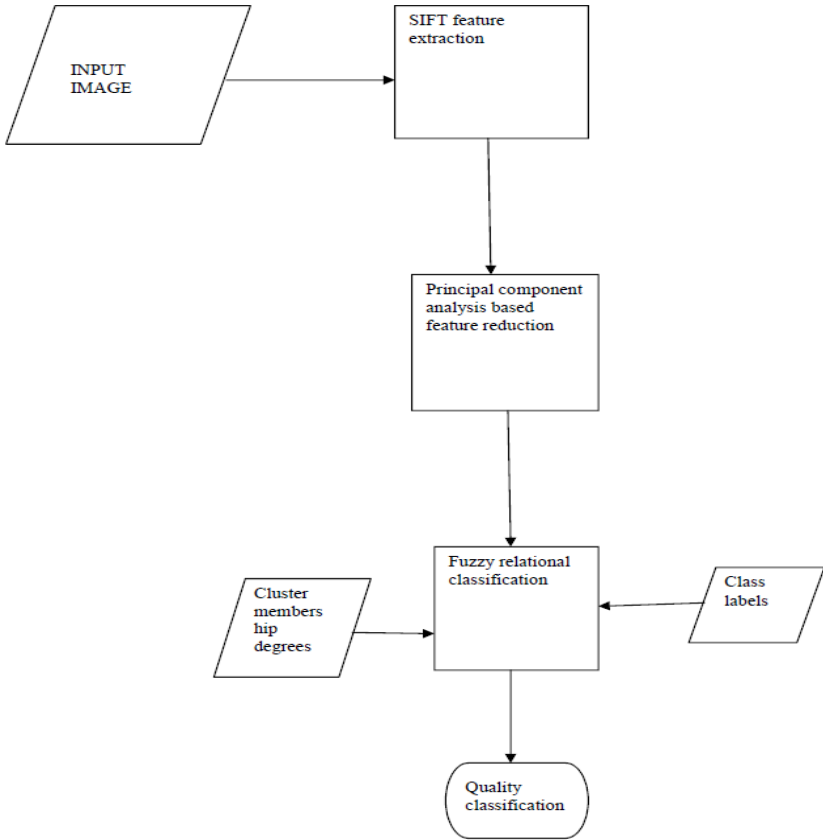 SIFT feature
extraction
INPUT
IMAGE
Principal component
analysis based
feature reduction
Fuzzy relational
classification
Cluster
members
hip
degrees
Class
labels
Quality
classification